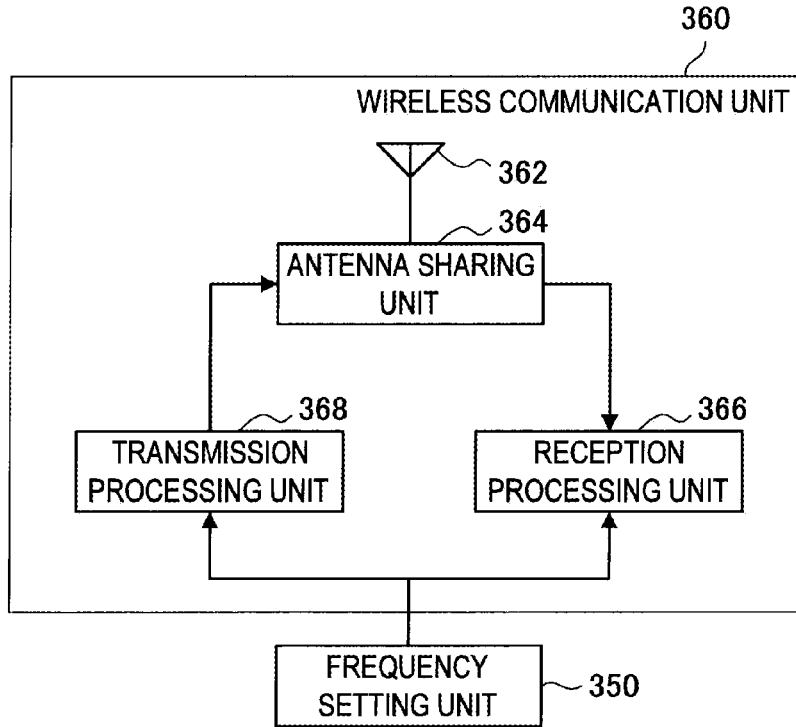 360
WIRELESS COMMUNICATION UNIT
362
364
ANTENNA SHARING
UNIT
368
366
TRANSMISSION
PROCESSING UNIT
RECEPTION
PROCESSING UNIT
FREQUENCY
SETTING UNIT
350